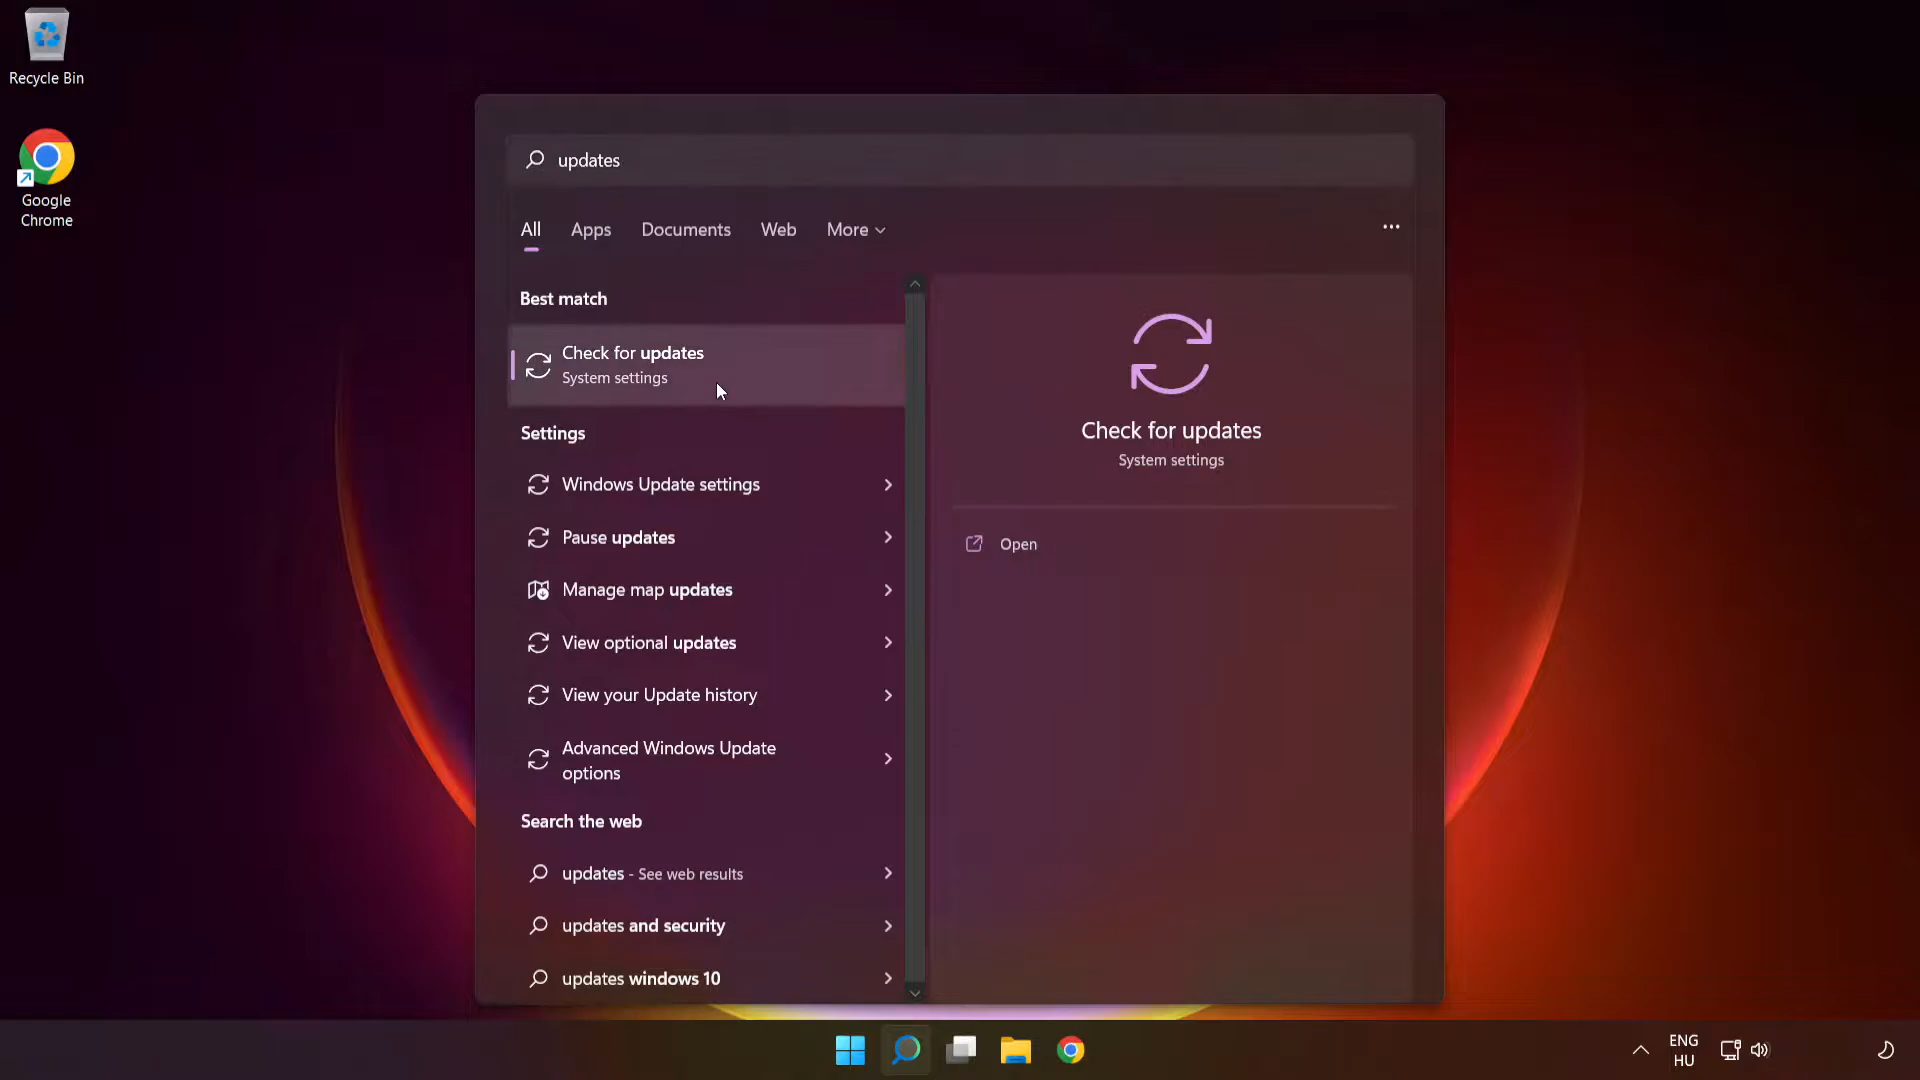 Recycle Bin
Google
Chrome
updates
All
Apps
Documents
Web
More
Best match
Check for updates
System settings
Settings
Windows Update settings
Pause updates
Manage map updates
View optional updates
View your Update history
Advanced Windows Update
options
Search the web
updates - See web results
updates and security
updates windows 10
Check for updates
System settings
Open
ENG
HU